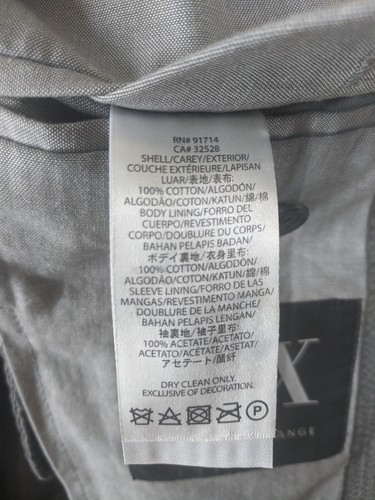 RN# 91714
CA# 32528
SHELL/CAREY/EXTERIOR/
COUCHE EXTÉRIEURE/LAPISAN
LUAR/表地/表布:
100% COTTON/ALGODÓN/
ALGODÃO/COTON/KATUN/綿/棉
BODY LINING/FORRO DEL
CUERPO/REVESTIMENTO
CORPO/DOUBLURE DU CORPS/
BAHAN PELAPIS BADAN/
ボディ裏地/衣身里布:
100% COTTON/ALGODÓN/
ALGODÃO/COTON/KATUN/綿/棉
SLEEVE LINING/FORRO DE LAS
MANGAS/REVESTIMENTO MANGA/
DOUBLURE DE LA MANCHE/
BAHAN PELAPIS LENGAN/
袖裏地/袖子里布:
100% ACETATE/ACETATO/
ACETATO/ACÉTATE/ASETAT/
アセテート/醋纤
DRY CLEAN ONLY.
EXCLUSIVE OF DECORATION.
P
X
ANGE